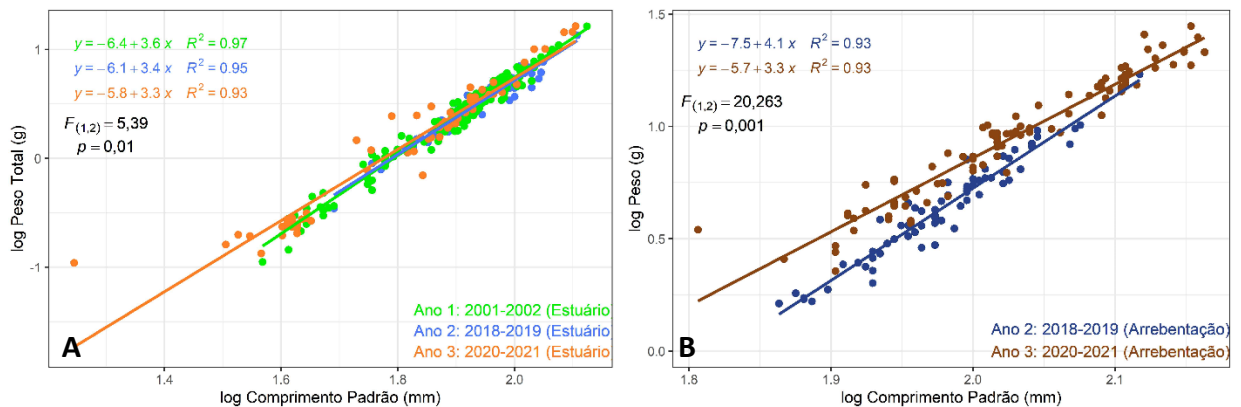 y = −6.4 + 3.6 x R² = 0.97
y = −6.1 + 3.4 x R² = 0.95
y = −5.8 + 3.3 x R² = 0.93
F(1,2) = 5,39
p = 0,01
1
0
-1
log Peso Total (g)
Ano 1: 2001-2002 (Estuário)
Ano 2: 2018-2019 (Estuário)
Ano 3: 2020-2021 (Estuário)
A
1.4 1.6 1.8 2.0
log Comprimento Padrão (mm)
y = −7.5 + 4.1 x R² = 0.93
y = −5.7 + 3.3 x R² = 0.93
F(1,2) = 20,263
p = 0,001
1.5
1.0
0.5
0.0
log Peso (g)
Ano 2: 2018-2019 (Arrebentação)
Ano 3: 2020-2021 (Arrebentação)
B
1.8 1.9 2.0 2.1
log Comprimento Padrão (mm)